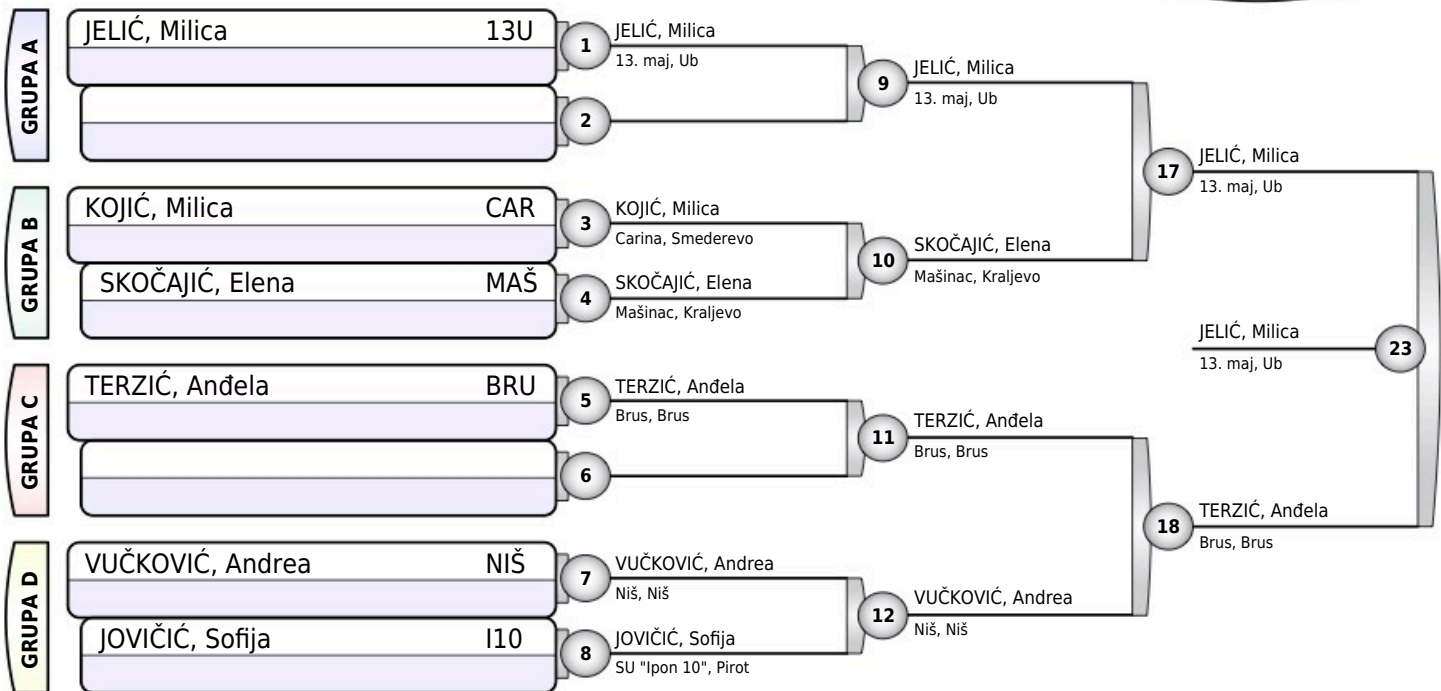 GRUPA A
JELIĆ, Milica 13U
1
JELIĆ, Milica
13. maj, Ub
2
9
JELIĆ, Milica
13. maj, Ub
GRUPA B
KOJIĆ, Milica CAR
SKOČAJIĆ, Elena MAŠ
3
KOJIĆ, Milica
Carina, Smederevo
4
SKOČAJIĆ, Elena
Mašinac, Kraljevo
10
SKOČAJIĆ, Elena
Mašinac, Kraljevo
17
JELIĆ, Milica
13. maj, Ub
GRUPA C
TERZIĆ, Anđela BRU
5
TERZIĆ, Anđela
Brus, Brus
6
11
TERZIĆ, Anđela
Brus, Brus
GRUPA D
VUČKOVIĆ, Andrea NIŠ
JOVIČIĆ, Sofija I10
7
VUČKOVIĆ, Andrea
Niš, Niš
8
JOVIČIĆ, Sofija
SU "Ipon 10", Pirot
12
VUČKOVIĆ, Andrea
Niš, Niš
18
TERZIĆ, Anđela
Brus, Brus
JELIĆ, Milica
13. maj, Ub
23